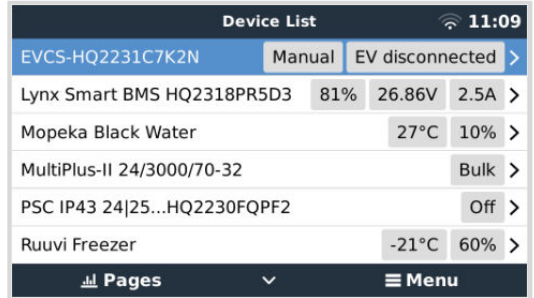 Device List 11:09
EVCS-HQ2231C7K2N Manual EV disconnected
Lynx Smart BMS HQ2318PR5D3 81% 26.86V 2.5A
Mopeka Black Water 27°C 10%
MultiPlus-II 24/3000/70-32 Bulk
PSC IP43 24|25...HQ2230FQPF2 Off
Ruuvi Freezer -21°C 60%
Pages Menu